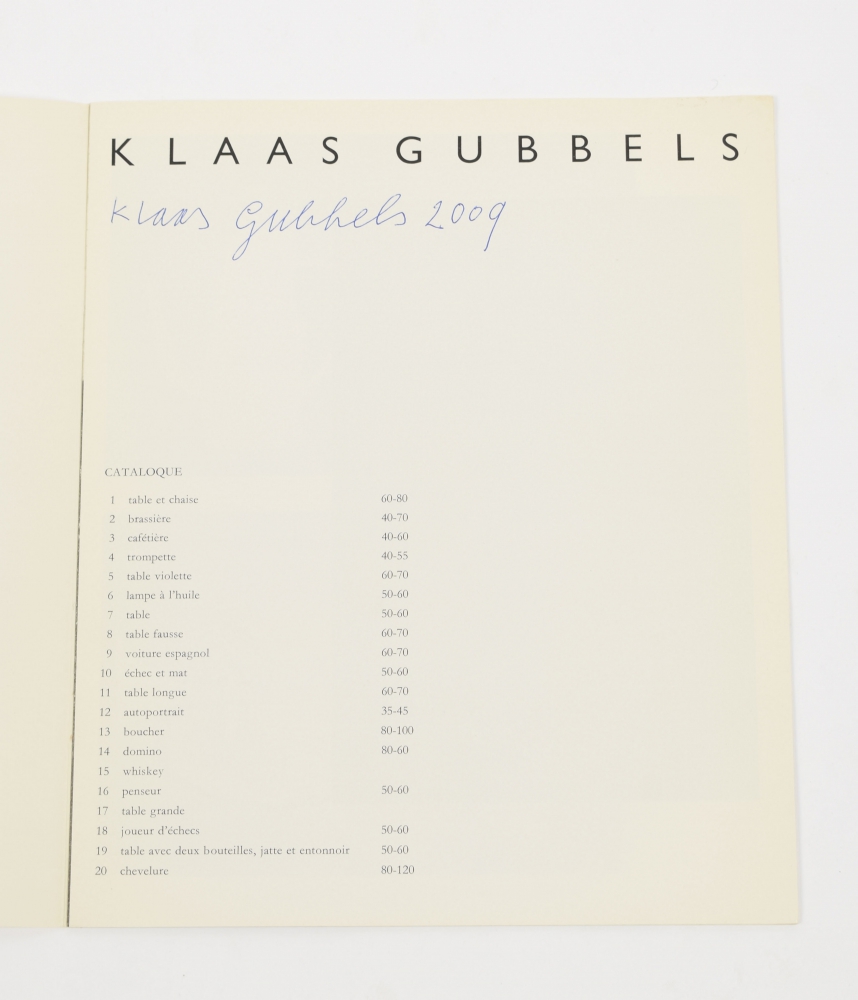 KLAAS GUBBELS
Klaas Gubbels 2009
CATALOQUE
1 table et chaise 60-80
2 brassière 40-70
3 cafétière 40-60
4 trompette 40-55
5 table violette 60-70
6 lampe à l'huile 50-60
7 table 50-60
8 table fausse 60-70
9 voiture espagnol 60-70
10 échec et mat 50-60
11 table longue 60-70
12 autoportrait 35-45
13 boucher 80-100
14 domino 80-60
15 whiskey
16 penseur 50-60
17 table grande
18 joueur d'échecs 50-60
19 table avec deux bouteilles, jatte et entonnoir 50-60
20 chevelure 80-120